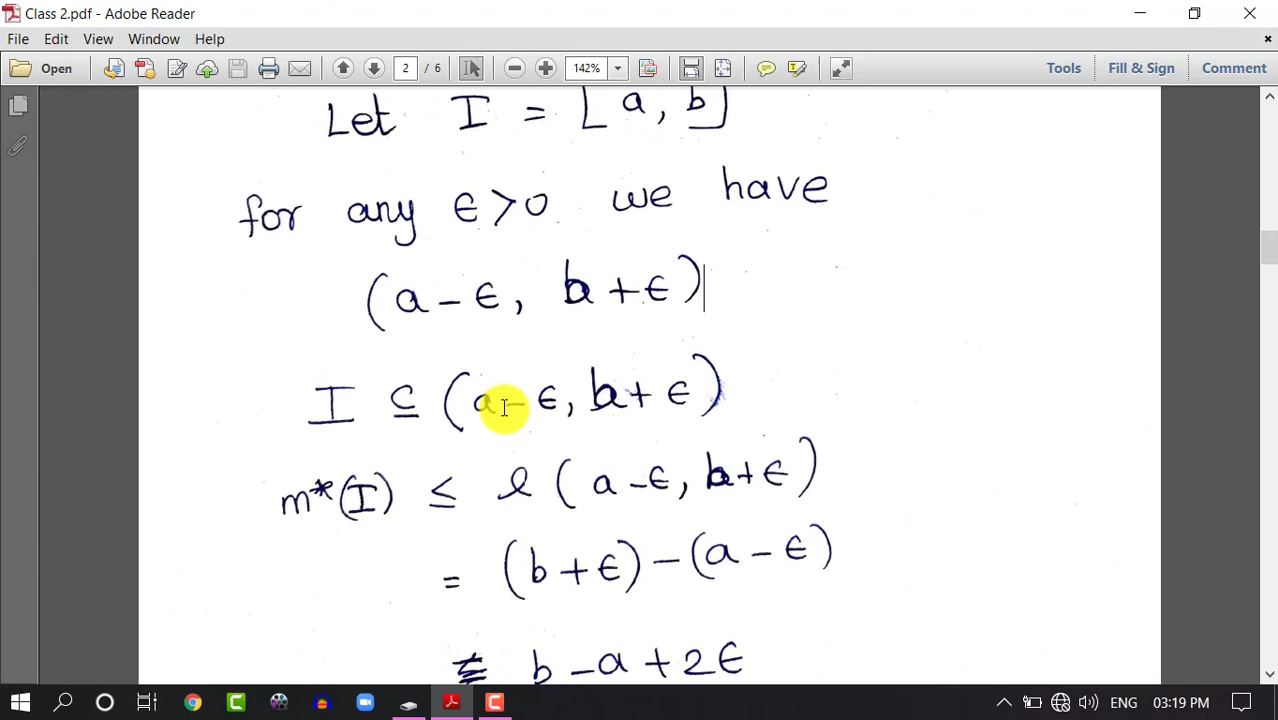 Class 2.pdf - Adobe Reader
File Edit View Window Help
Open 2 / 6 142% Tools Fill & Sign Comment
Let I = [a, b]
for any ϵ>0 we have
(a-ϵ, b+ϵ)
I ⊆ (a-ϵ, b+ϵ)
m*(I) ≤ l(a-ϵ, b+ϵ)
= (b+ϵ)-(a-ϵ)
= b-a+2ϵ
ENG 03:19 PM